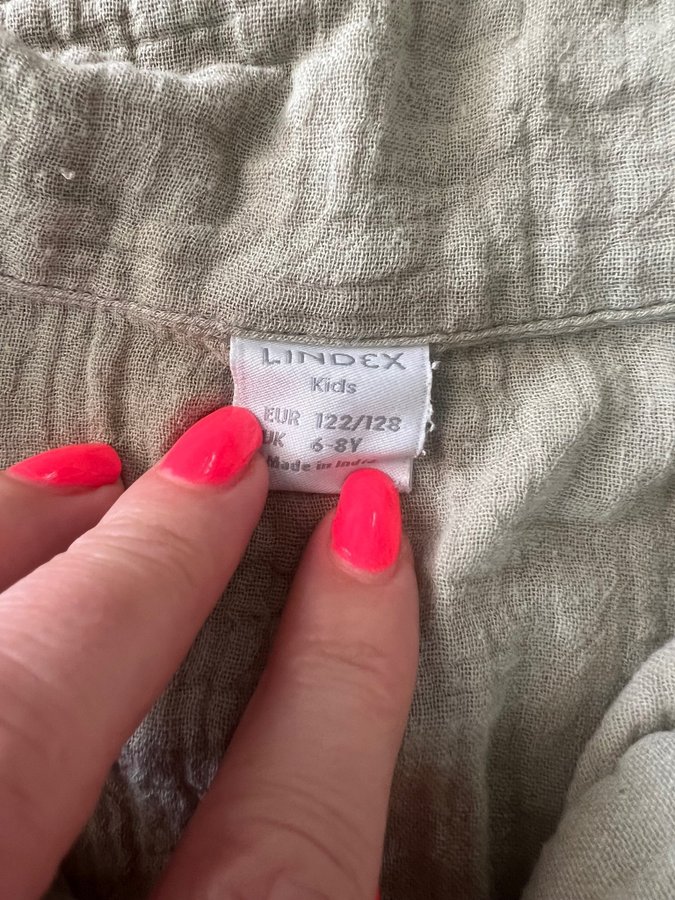 LINDEX
Kids
EUR 122/128
UK 6-8Y
Made in India